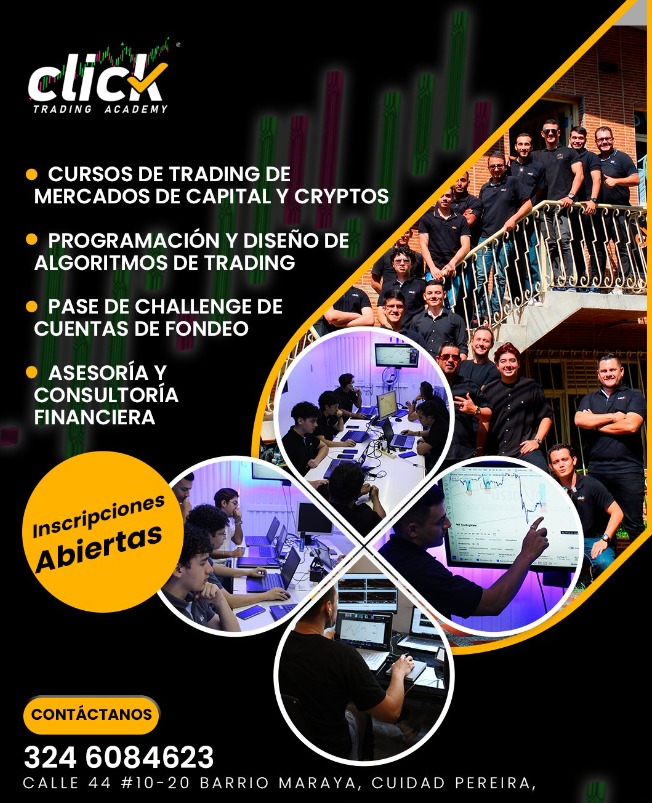 click
TRADING ACADEMY
CURSOS DE TRADING DE
MERCADOS DE CAPITAL Y CRYPTOS
PROGRAMACIÓN Y DISEÑO DE
ALGORITMOS DE TRADING
PASE DE CHALLENGE DE
CUENTAS DE FONDEO
ASESORÍA Y
CONSULTORÍA
FINANCIERA
Inscripciones
Abiertas
CONTÁCTANOS
324 6084623
CALLE 44 #10-20 BARRIO MARAYA, CUIDAD PEREIRA,